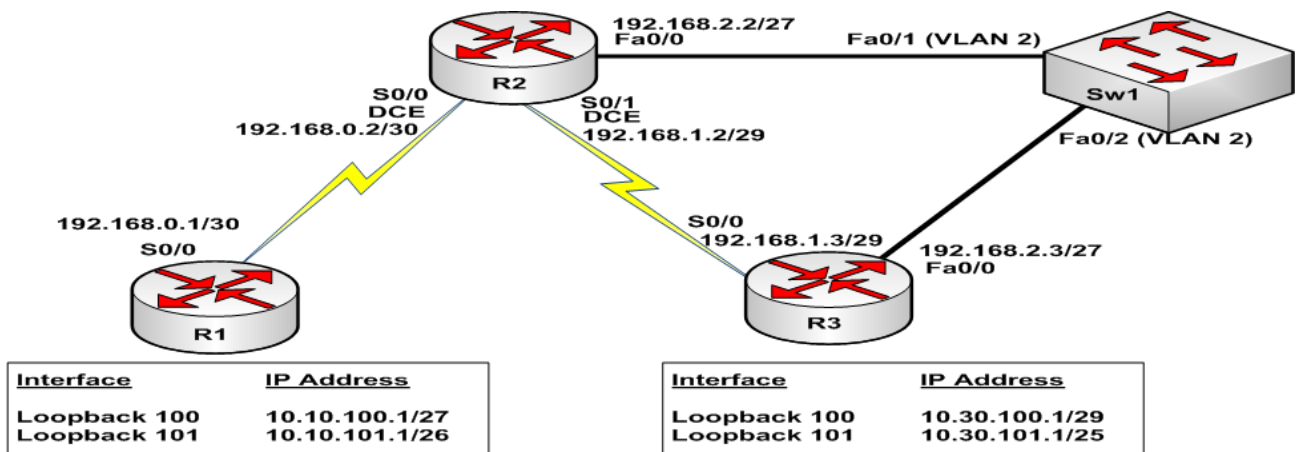 192.168.2.2/27
Fa0/0
Fa0/1 (VLAN 2)
R2
Sw1
S0/0
DCE
192.168.0.2/30
S0/1
DCE
192.168.1.2/29
Fa0/2 (VLAN 2)
192.168.0.1/30
S0/0
S0/0
192.168.1.3/29
192.168.2.3/27
Fa0/0
R1
R3
Interface IP Address
Loopback 100 10.10.100.1/27
Loopback 101 10.10.101.1/26
Interface IP Address
Loopback 100 10.30.100.1/29
Loopback 101 10.30.101.1/25